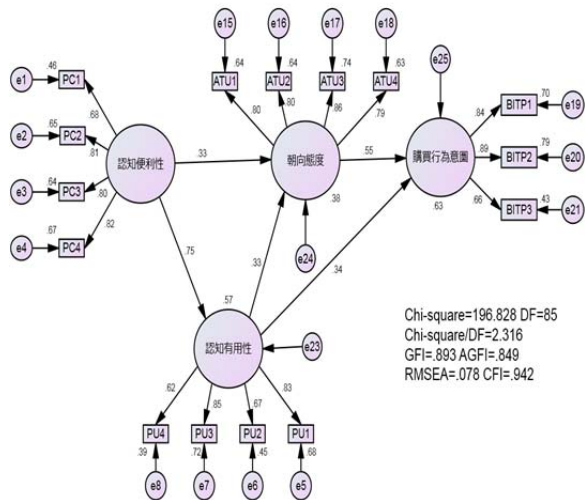 e15
e16
e17
e18
.64
.64
.74
.63
ATU1
ATU2
ATU3
ATU4
.80
.80
.86
.79
e25
e1
.46
PC1
.68
e2
.65
PC2
.81
e3
.64
PC3
.80
e4
.67
PC4
.82
認知便利性
.33
朝向態度
.38
.55
購買行為意圖
.63
.84
BITP1
.70
e19
.89
BITP2
.79
e20
.66
BITP3
.43
e21
e24
.75
.33
.34
.57
認知有用性
e23
.62
.85
.67
.83
PU4
PU3
PU2
PU1
.39
.72
.45
.68
e8
e7
e6
e5
Chi-square=196.828 DF=85
Chi-square/DF=2.316
GFI=.893 AGFI=.849
RMSEA=.078 CFI=.942